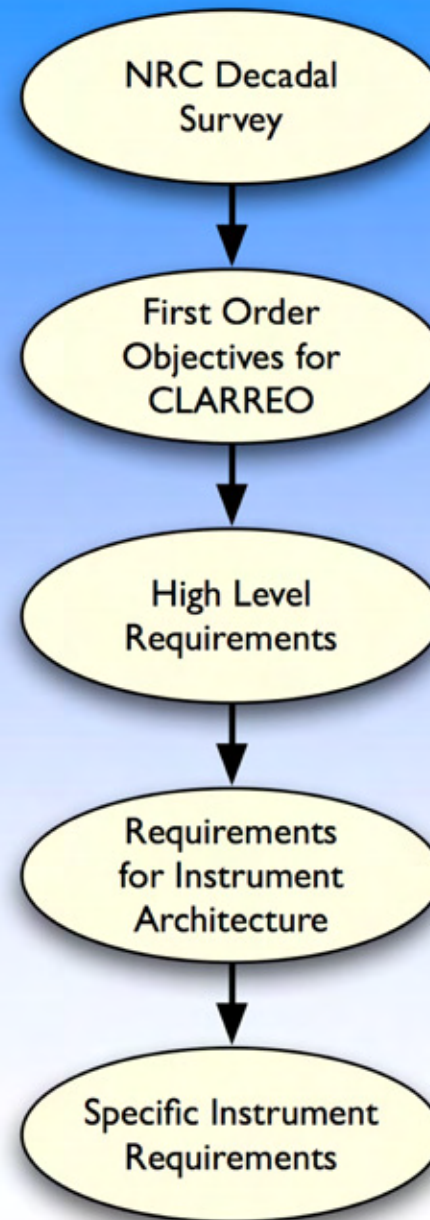 NRC Decadal
Survey
First Order
Objectives for
CLARREO
High Level
Requirements
Requirements
for Instrument
Architecture
Specific Instrument
Requirements